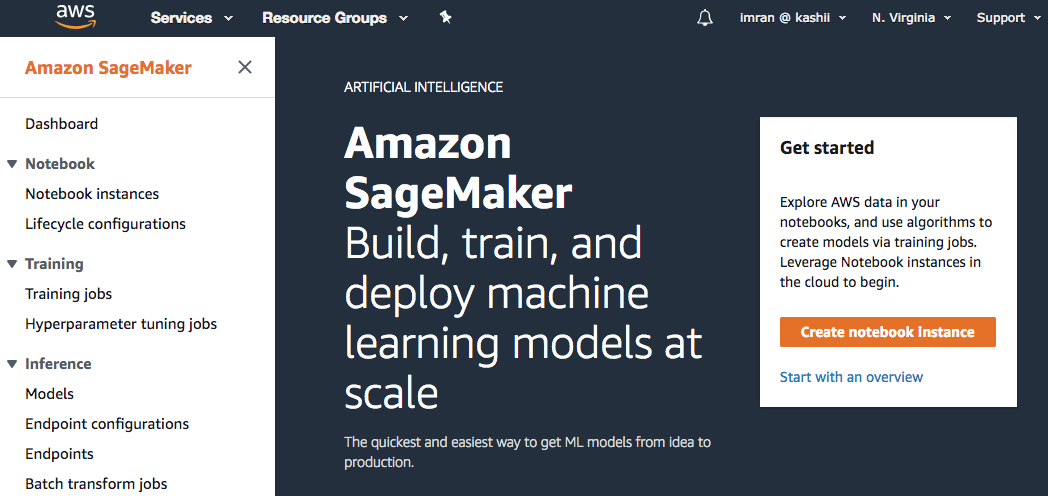 aws
Services
Resource Groups
imran @ kashii
N. Virginia
Support
Amazon SageMaker
Dashboard
Notebook
Notebook instances
Lifecycle configurations
Training
Training jobs
Hyperparameter tuning jobs
Inference
Models
Endpoint configurations
Endpoints
Batch transform jobs
ARTIFICIAL INTELLIGENCE
Amazon
SageMaker
Build, train, and
deploy machine
learning models at
scale
The quickest and easiest way to get ML models from idea to
production.
Get started
Explore AWS data in your
notebooks, and use algorithms to
create models via training jobs.
Leverage Notebook instances in
the cloud to begin.
Create notebook instance
Start with an overview